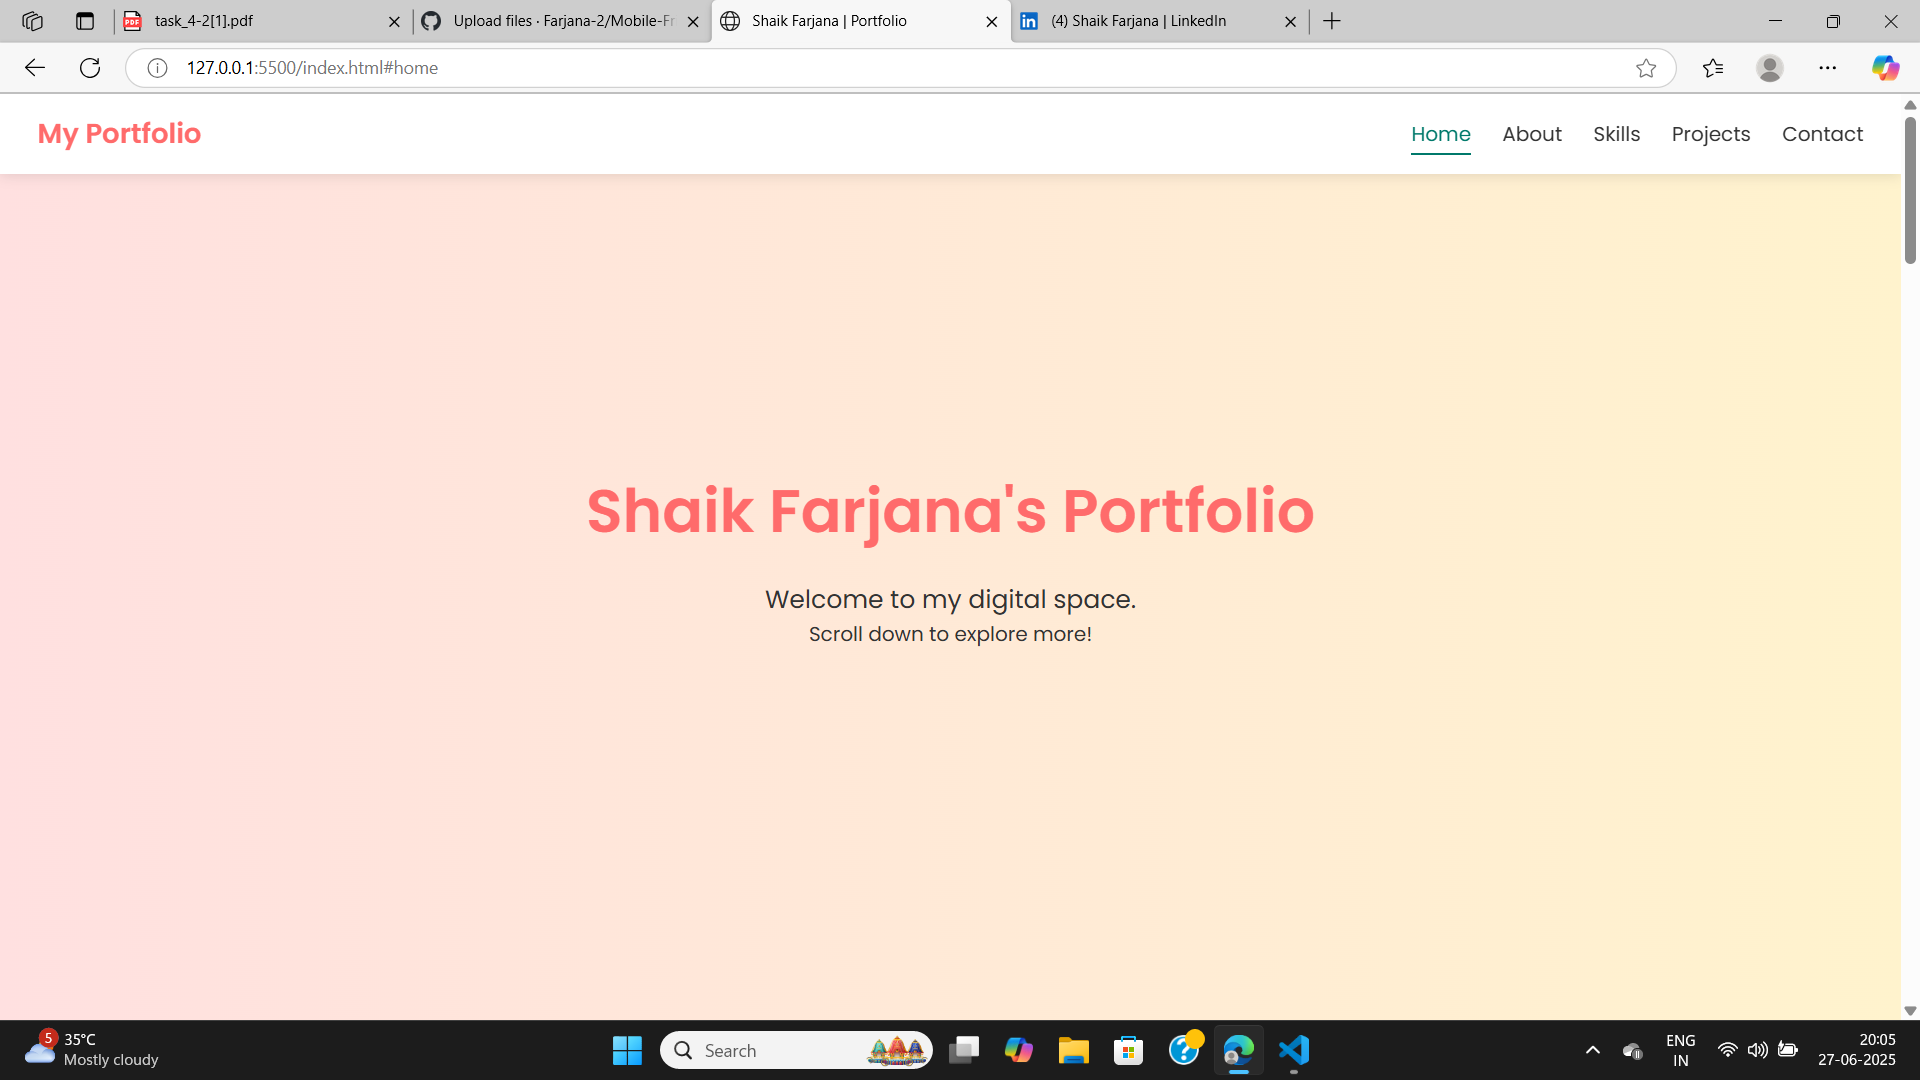 task_4-2[1].pdf
Upload files · Farjana-2/Mobile-Fr
Shaik Farjana | Portfolio
(4) Shaik Farjana | LinkedIn
127.0.0.1:5500/index.html#home
My Portfolio
Home About Skills Projects Contact
Shaik Farjana's Portfolio
Welcome to my digital space.
Scroll down to explore more!
5
35°C
Mostly cloudy
Search
ENG
IN
20:05
27-06-2025